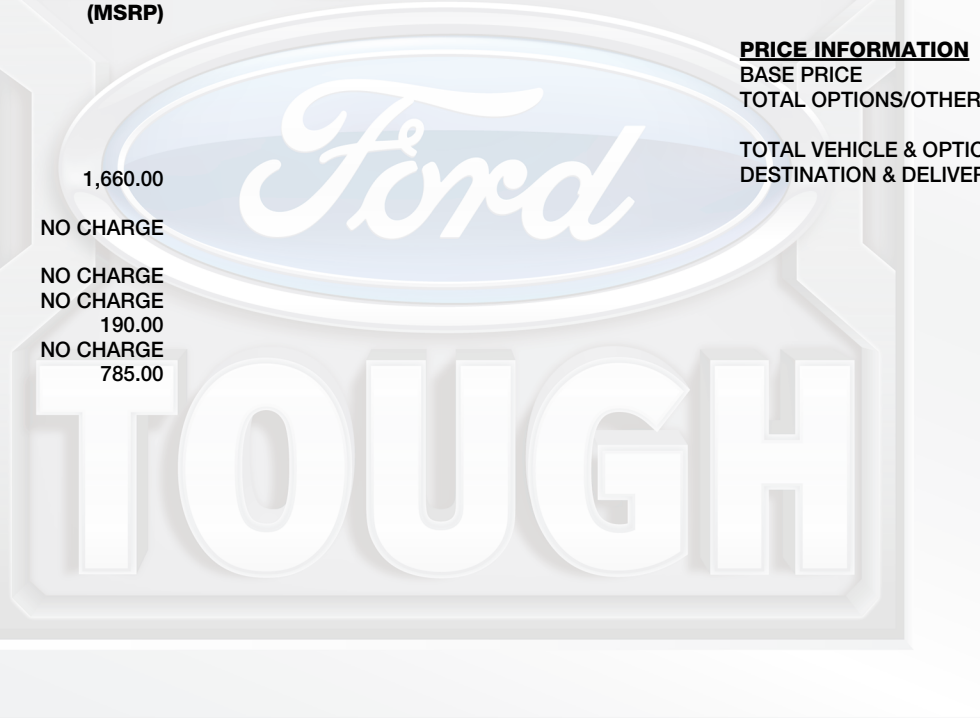 (MSRP)
1,660.00
NO CHARGE
NO CHARGE
NO CHARGE
190.00
NO CHARGE
785.00
PRICE INFORMATION
BASE PRICE
TOTAL OPTIONS/OTHER
TOTAL VEHICLE & OPTIO
DESTINATION & DELIVER
Ford
TOUGH